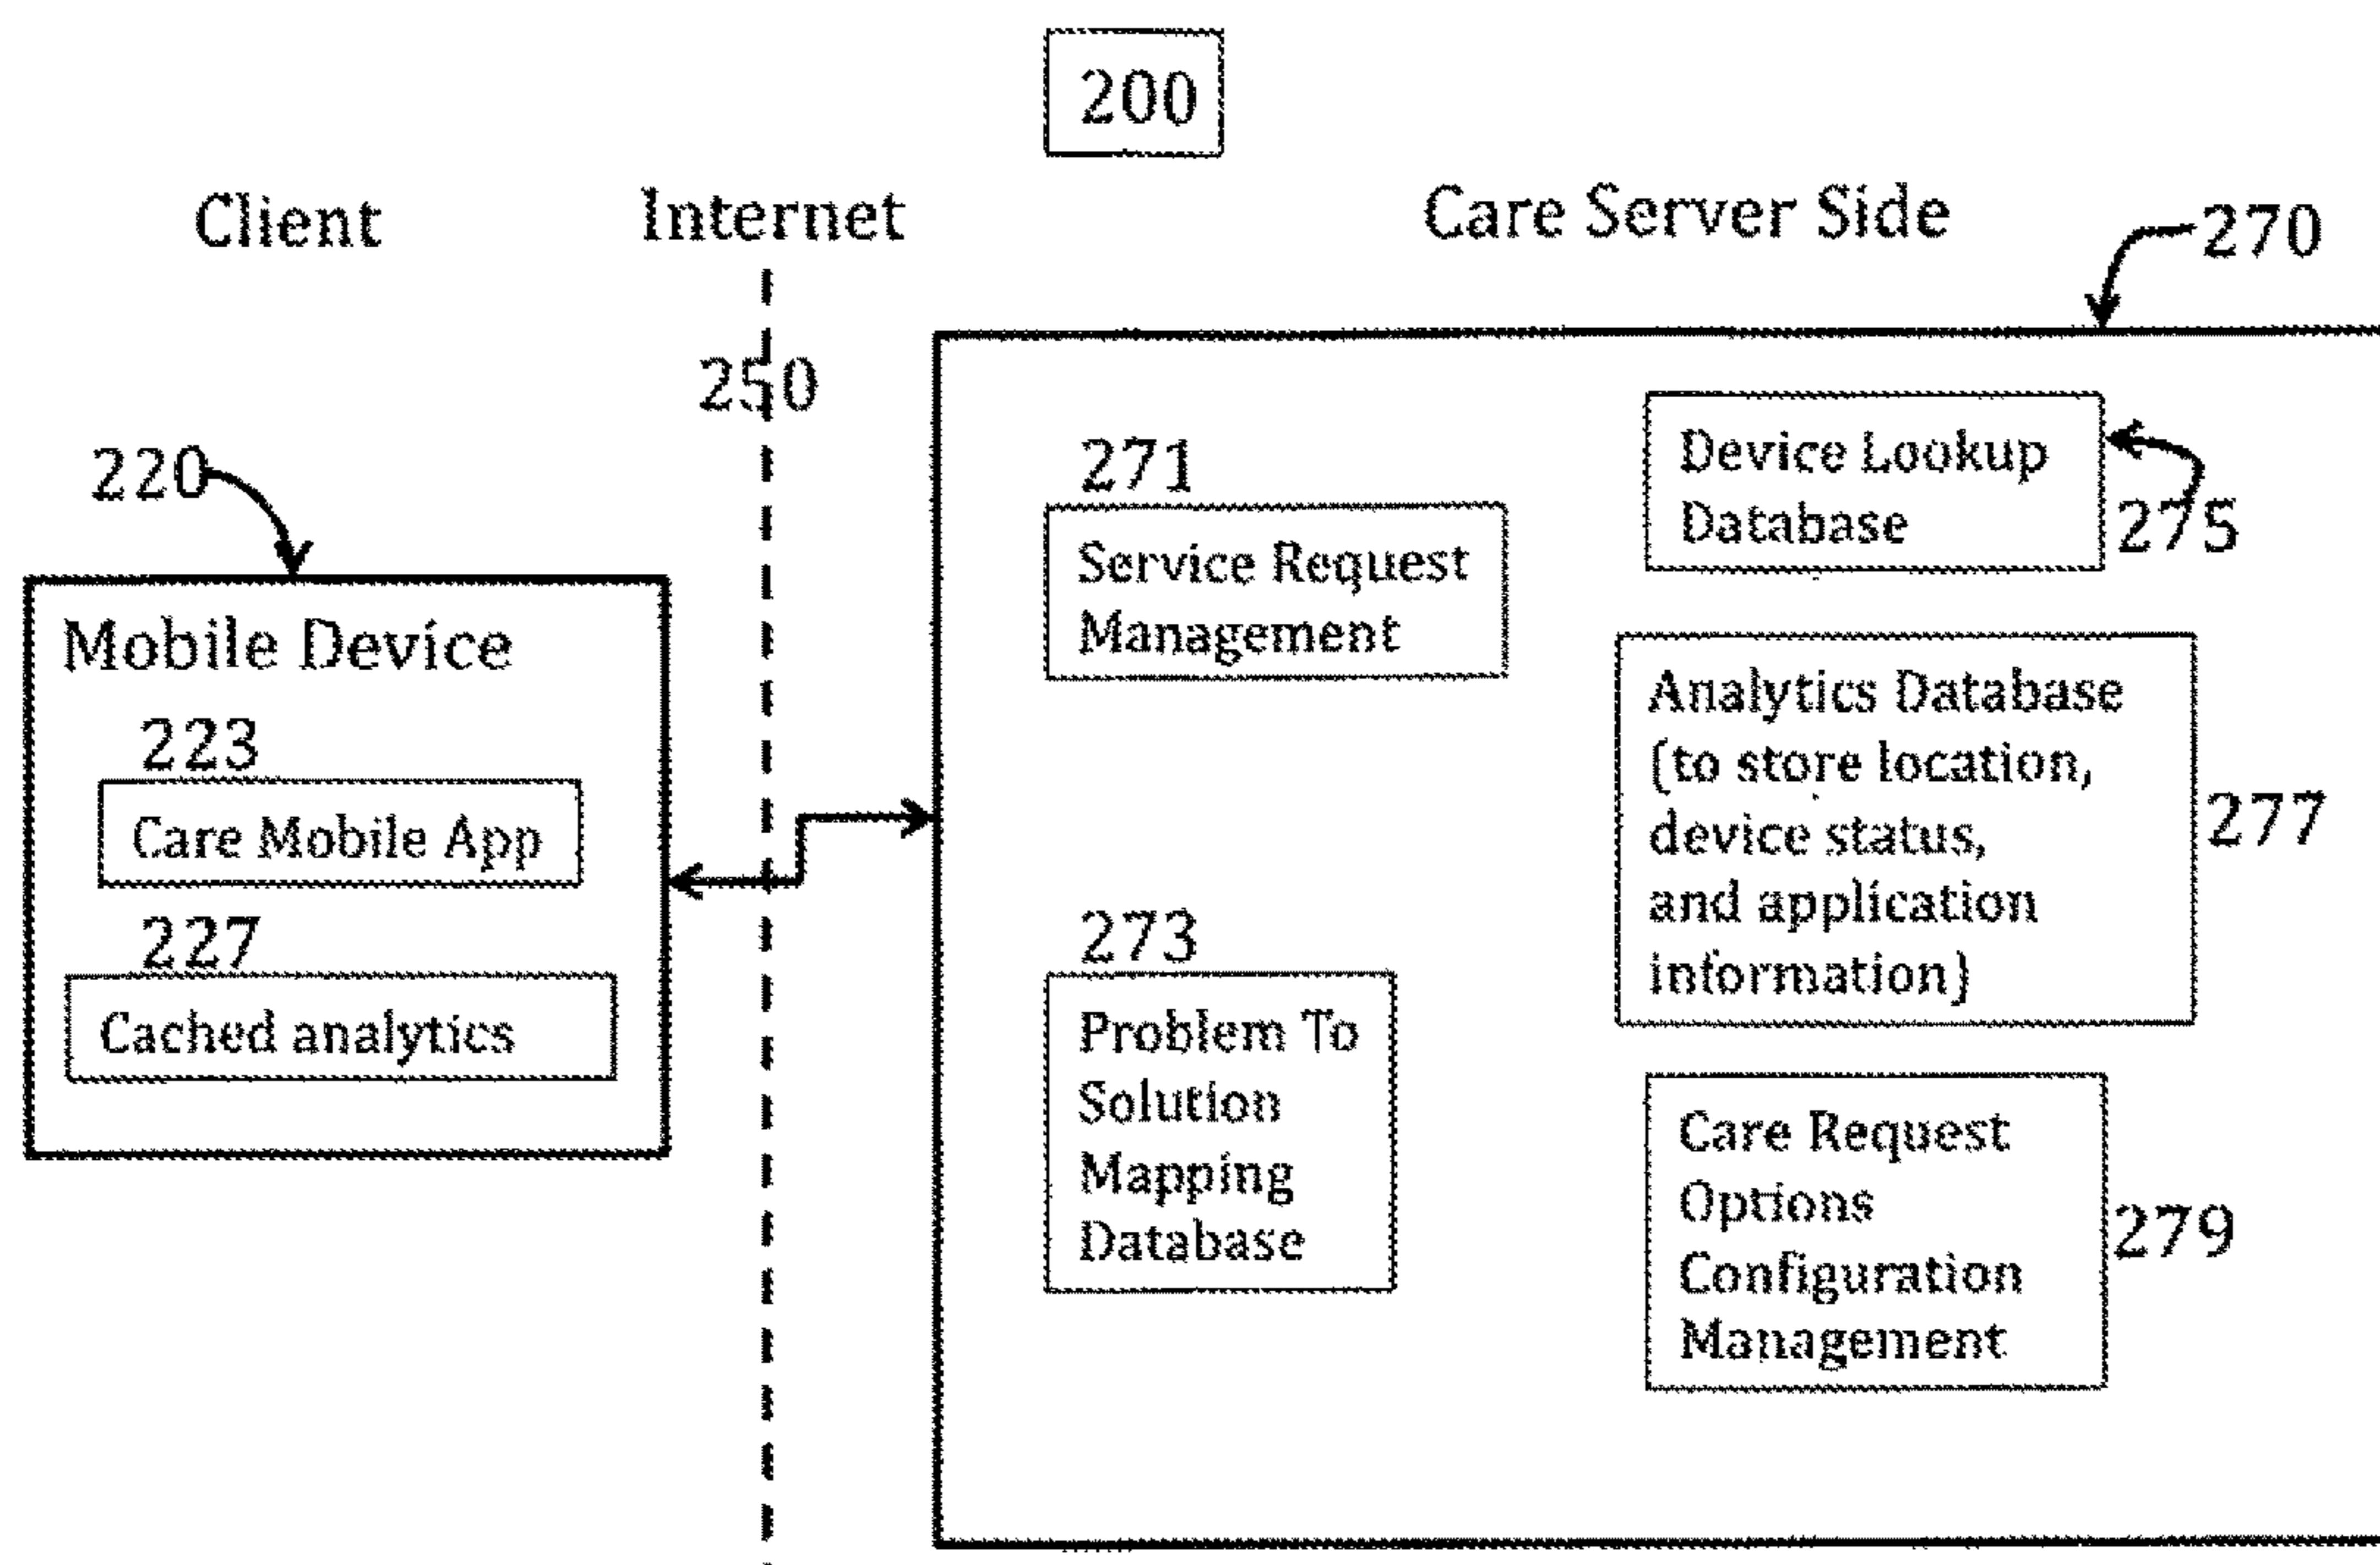 200
Client
Internet
Care Server Side
270
250
220
Mobile Device
223
Care Mobile App
227
Cached analytics
271
Service Request
Management
273
Problem To
Solution
Mapping
Database
Device Lookup
Database
275
Analytics Database
(to store location,
device status,
and application
information)
277
Care Request
Options
Configuration
Management
279